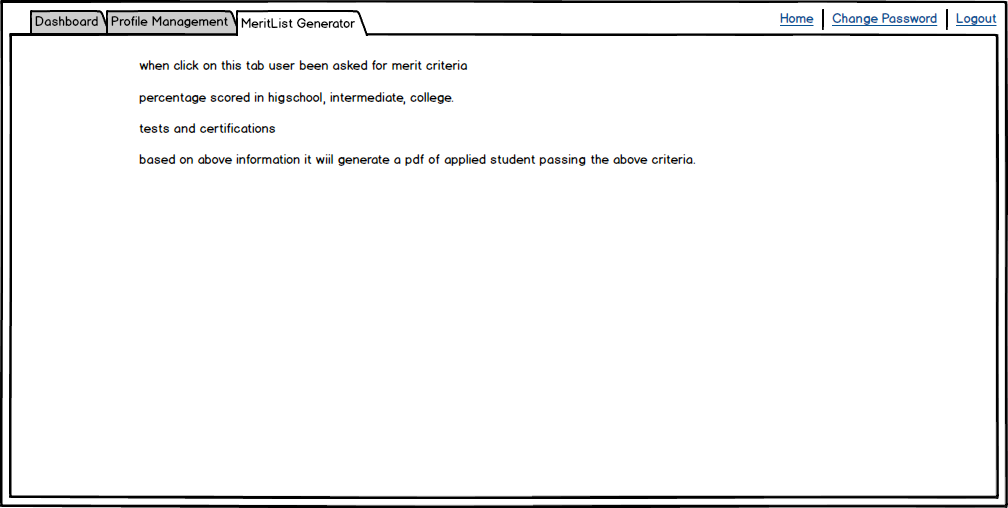 Dashboard Profile Management MeritList Generator Home Change Password Logout
when click on this tab user been asked for merit criteria
percentage scored in higschool, intermediate, college.
tests and certifications
based on above information it wiil generate a pdf of applied student passing the above criteria.